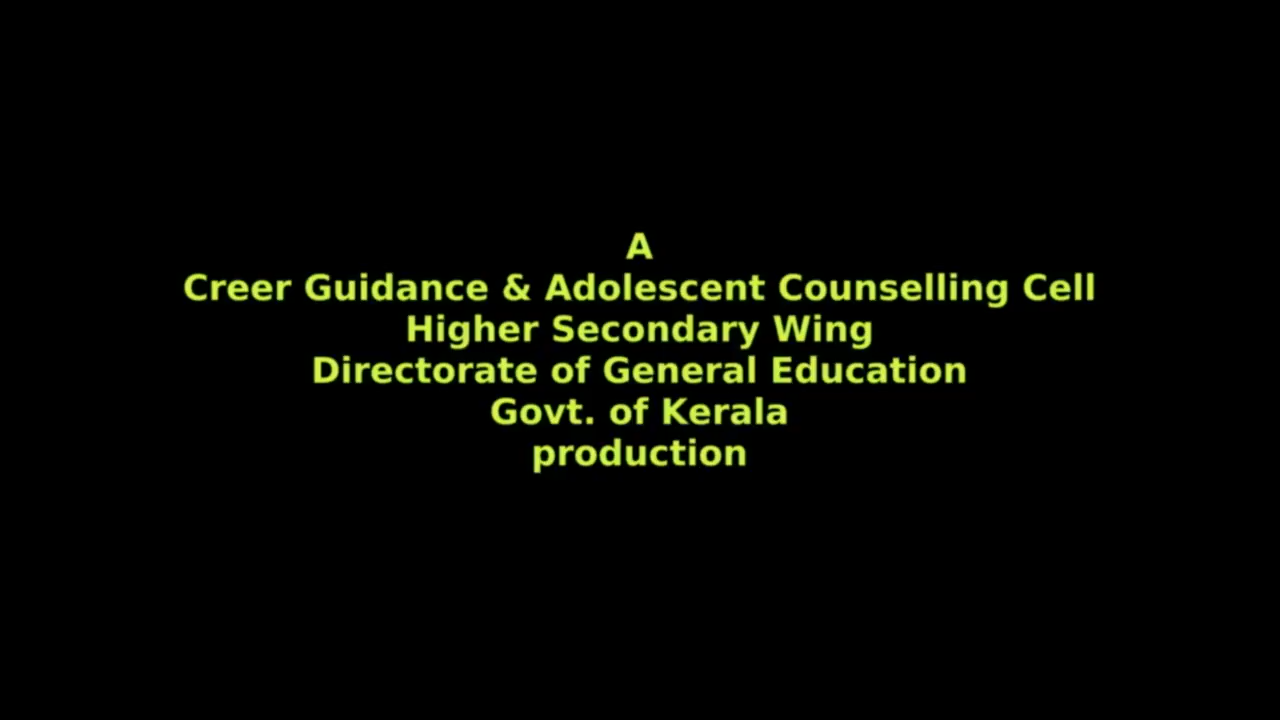 A
Creer Guidance & Adolescent Counselling Cell
Higher Secondary Wing
Directorate of General Education
Govt. of Kerala
production